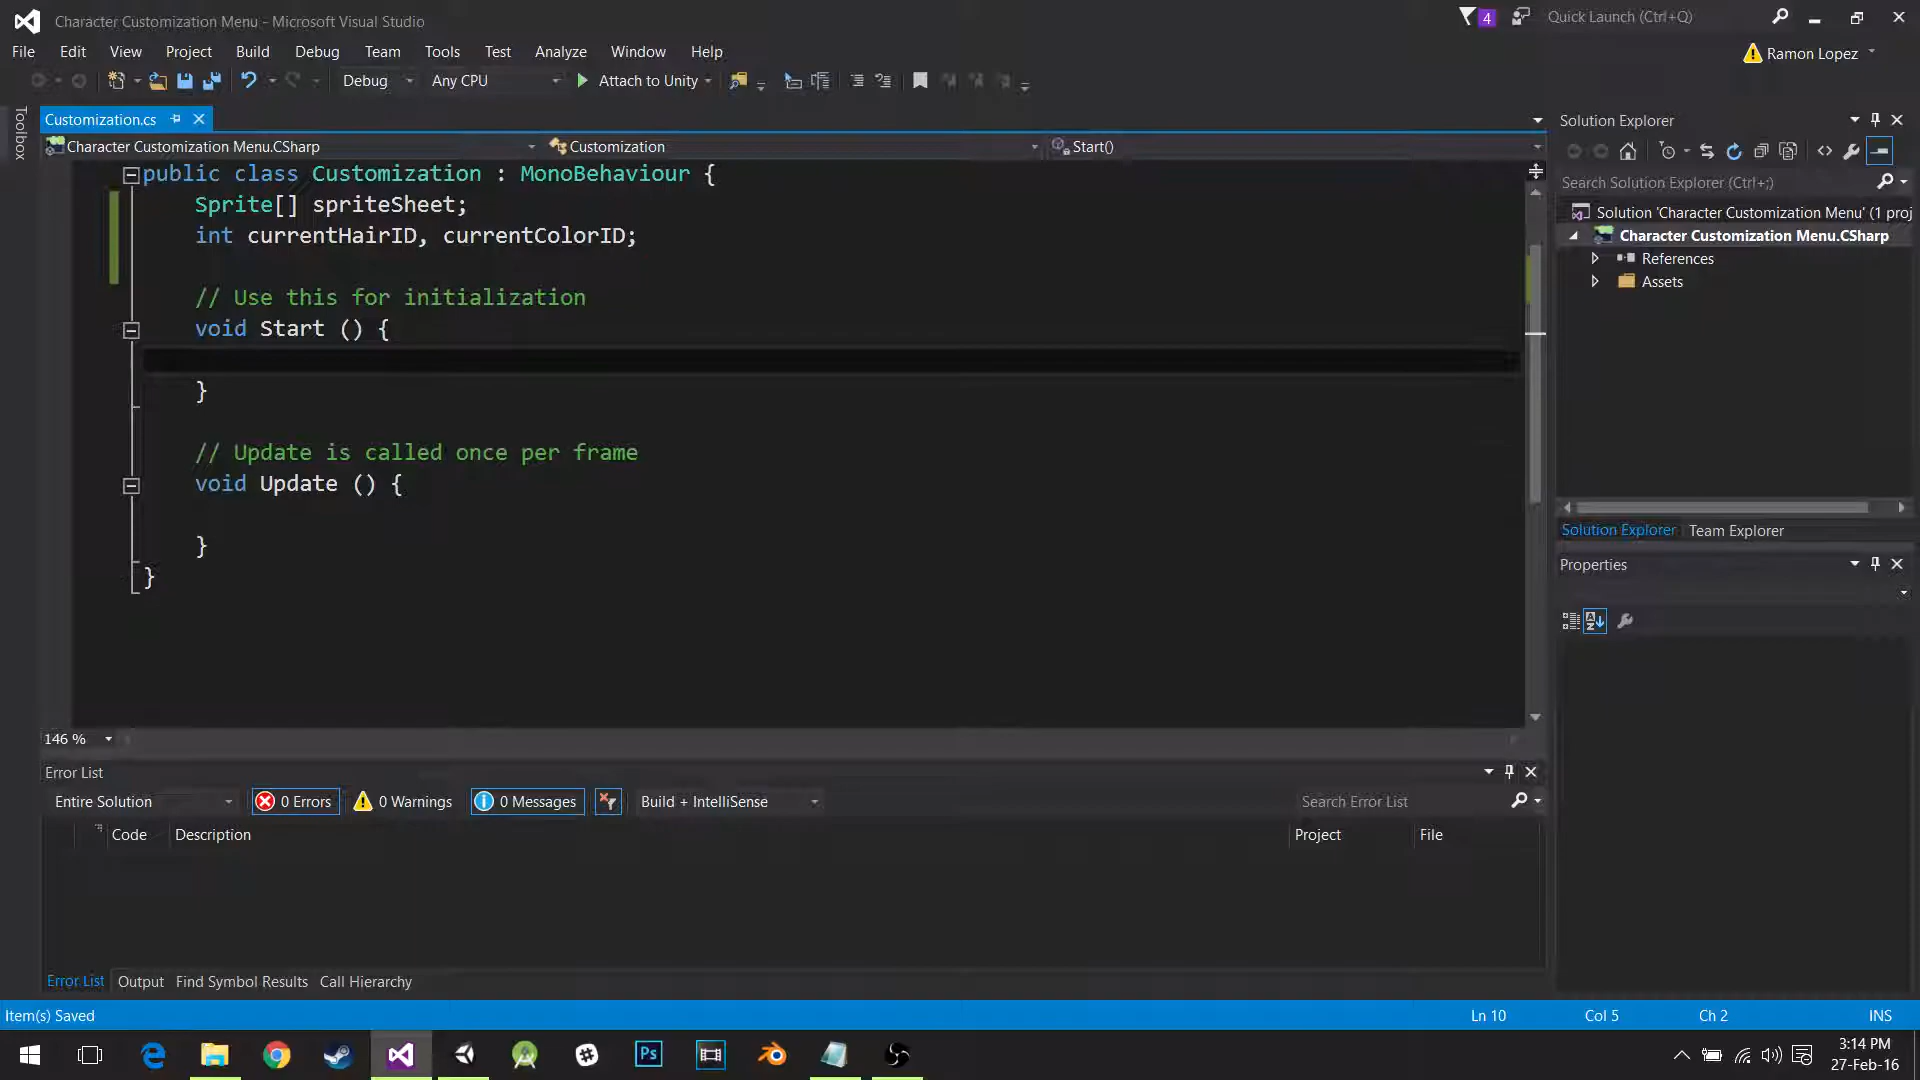 Character Customization Menu - Microsoft Visual Studio
4
Quick Launch (Ctrl+Q)
File Edit View Project Build Debug Team Tools Test Analyze Window Help
Ramon Lopez
Debug Any CPU Attach to Unity
Toolbox
Customization.cs
Character Customization Menu.CSharp Customization Start()
public class Customization : MonoBehaviour {
Sprite[] spriteSheet;
int currentHairID, currentColorID;
// Use this for initialization
void Start () {
}
// Update is called once per frame
void Update () {
}
}
146 %
Solution Explorer
Search Solution Explorer (Ctrl+;)
Solution 'Character Customization Menu' (1 proj
Character Customization Menu.CSharp
References
Assets
Solution Explorer Team Explorer
Properties
Error List
Entire Solution 0 Errors 0 Warnings 0 Messages Build + IntelliSense Search Error List
Code Description Project File
Error List Output Find Symbol Results Call Hierarchy
Item(s) Saved Ln 10 Col 5 Ch 2 INS
Ps
3:14 PM
27-Feb-16